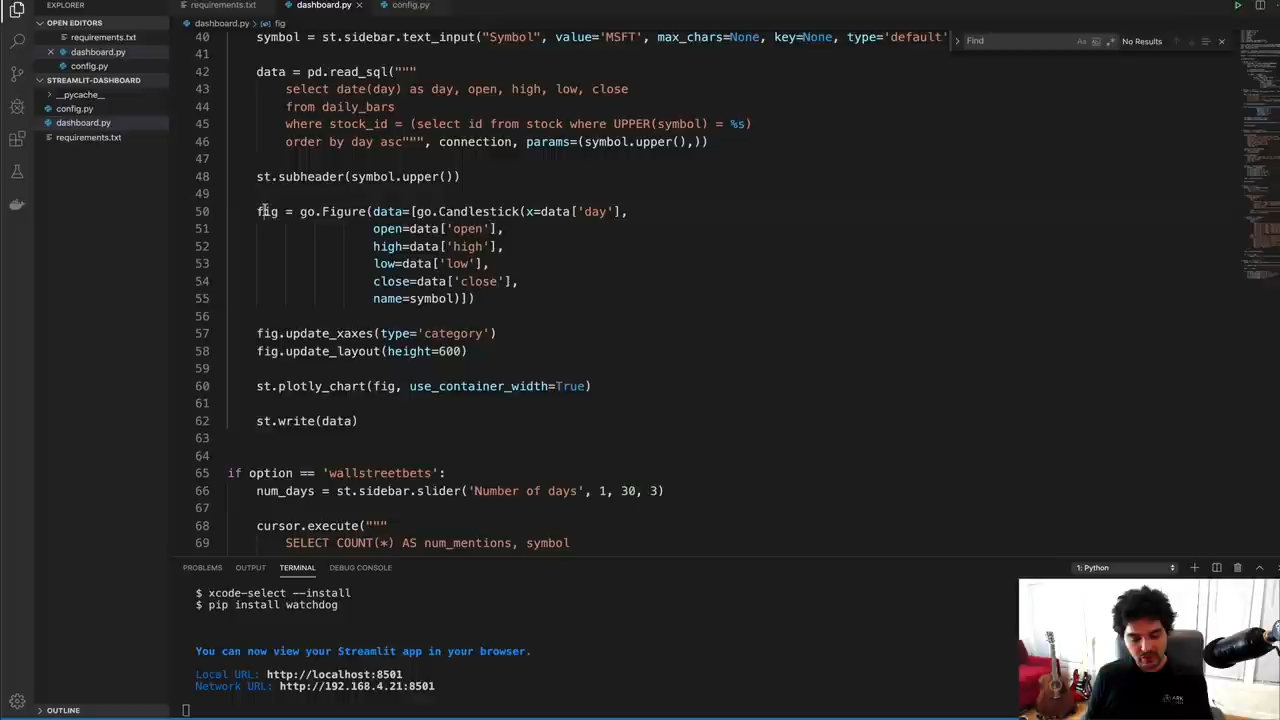 EXPLORER
requirements.txt
dashboard.py
config.py
OPEN EDITORS
requirements.txt
dashboard.py
config.py
STREAMLIT-DASHBOARD
__pycache__
config.py
dashboard.py
requirements.txt
OUTLINE
dashboard.py > fig
Find
Aa
No Results
40 symbol = st.sidebar.text_input("Symbol", value='MSFT', max_chars=None, key=None, type='default'
41
42 data = pd.read_sql("""
43 select date(day) as day, open, high, low, close
44 from daily_bars
45 where stock_id = (select id from stock where UPPER(symbol) = %s)
46 order by day asc""", connection, params=(symbol.upper(),))
47
48 st.subheader(symbol.upper())
49
50 fig = go.Figure(data=[go.Candlestick(x=data['day'],
51 open=data['open'],
52 high=data['high'],
53 low=data['low'],
54 close=data['close'],
55 name=symbol)])
56
57 fig.update_xaxes(type='category')
58 fig.update_layout(height=600)
59
60 st.plotly_chart(fig, use_container_width=True)
61
62 st.write(data)
63
64
65 if option == 'wallstreetbets':
66 num_days = st.sidebar.slider('Number of days', 1, 30, 3)
67
68 cursor.execute("""
69 SELECT COUNT(*) AS num_mentions, symbol
PROBLEMS OUTPUT TERMINAL DEBUG CONSOLE
1: Python
$ xcode-select --install
$ pip install watchdog
You can now view your Streamlit app in your browser.
Local URL: http://localhost:8501
Network URL: http://192.168.4.21:8501
ARK